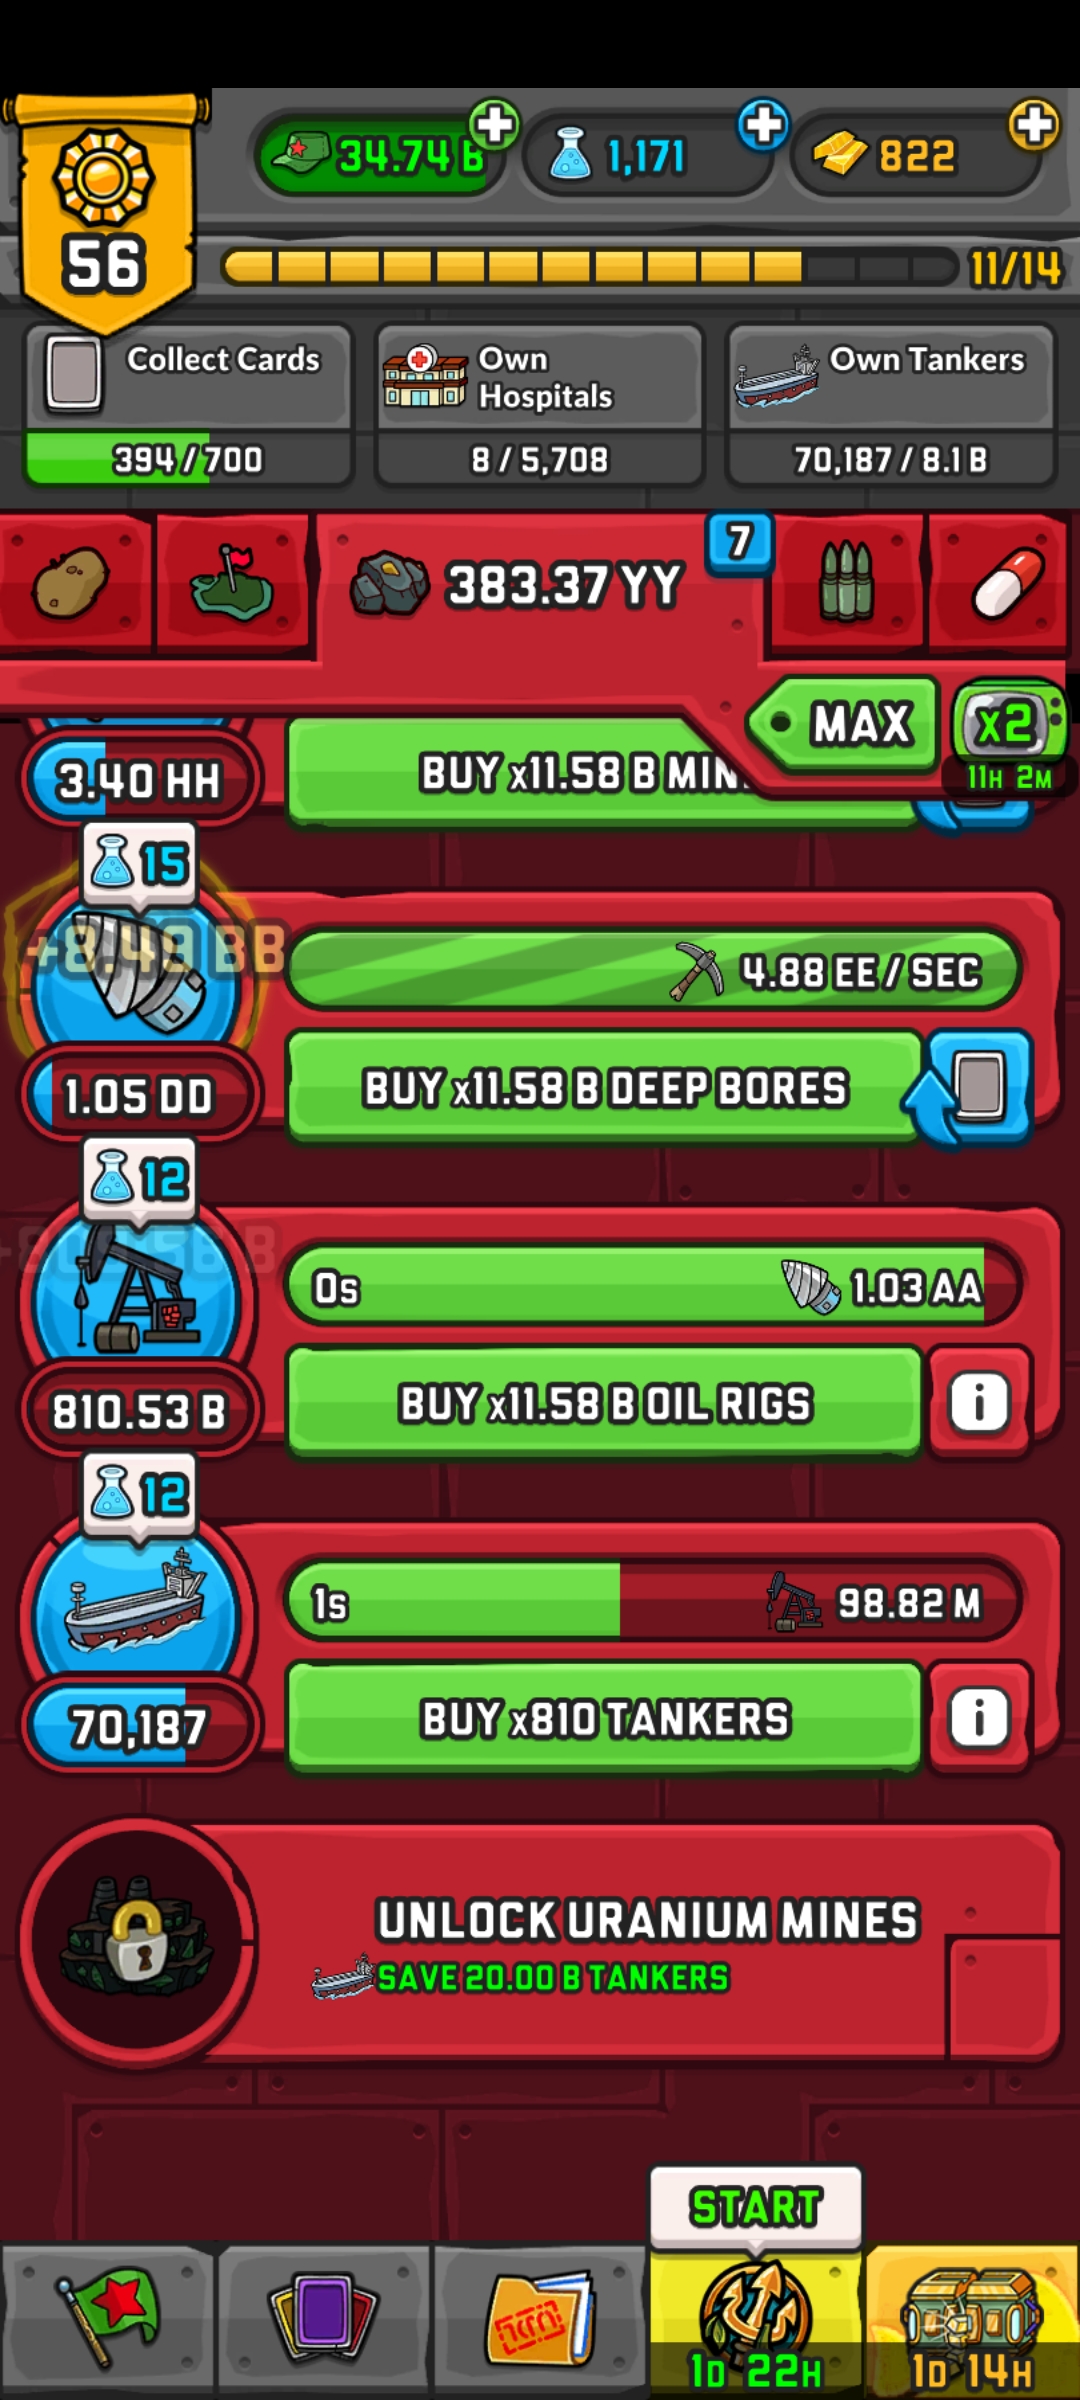 34.74 B
1,171
822
56
11/14
Collect Cards
394/700
Own
Hospitals
8/5,708
Own Tankers
70,187/8.1 B
383.37 YY
7
MAX
x2
11H 2M
3.40 HH
BUY x11.58 B MIN
15
+8.49 BB
4.88 EE/SEC
1.05 DD
BUY x11.58 B DEEP BORES
12
0s
1.03 AA
810.53 B
BUY x11.58 B OIL RIGS
i
12
1s
98.82 M
70,187
BUY x810 TANKERS
i
UNLOCK URANIUM MINES
SAVE 20.00 B TANKERS
START
1D 22H
1D 14H